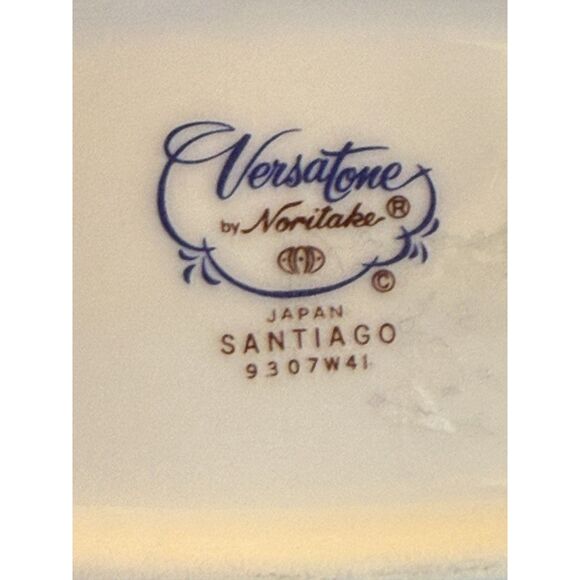 Versatone
by Noritake ®
©
JAPAN
SANTIAGO
9307W41